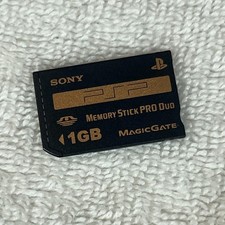 SONY
PSP
MEMORY STICK PRO DUO
1GB
MAGICGATE